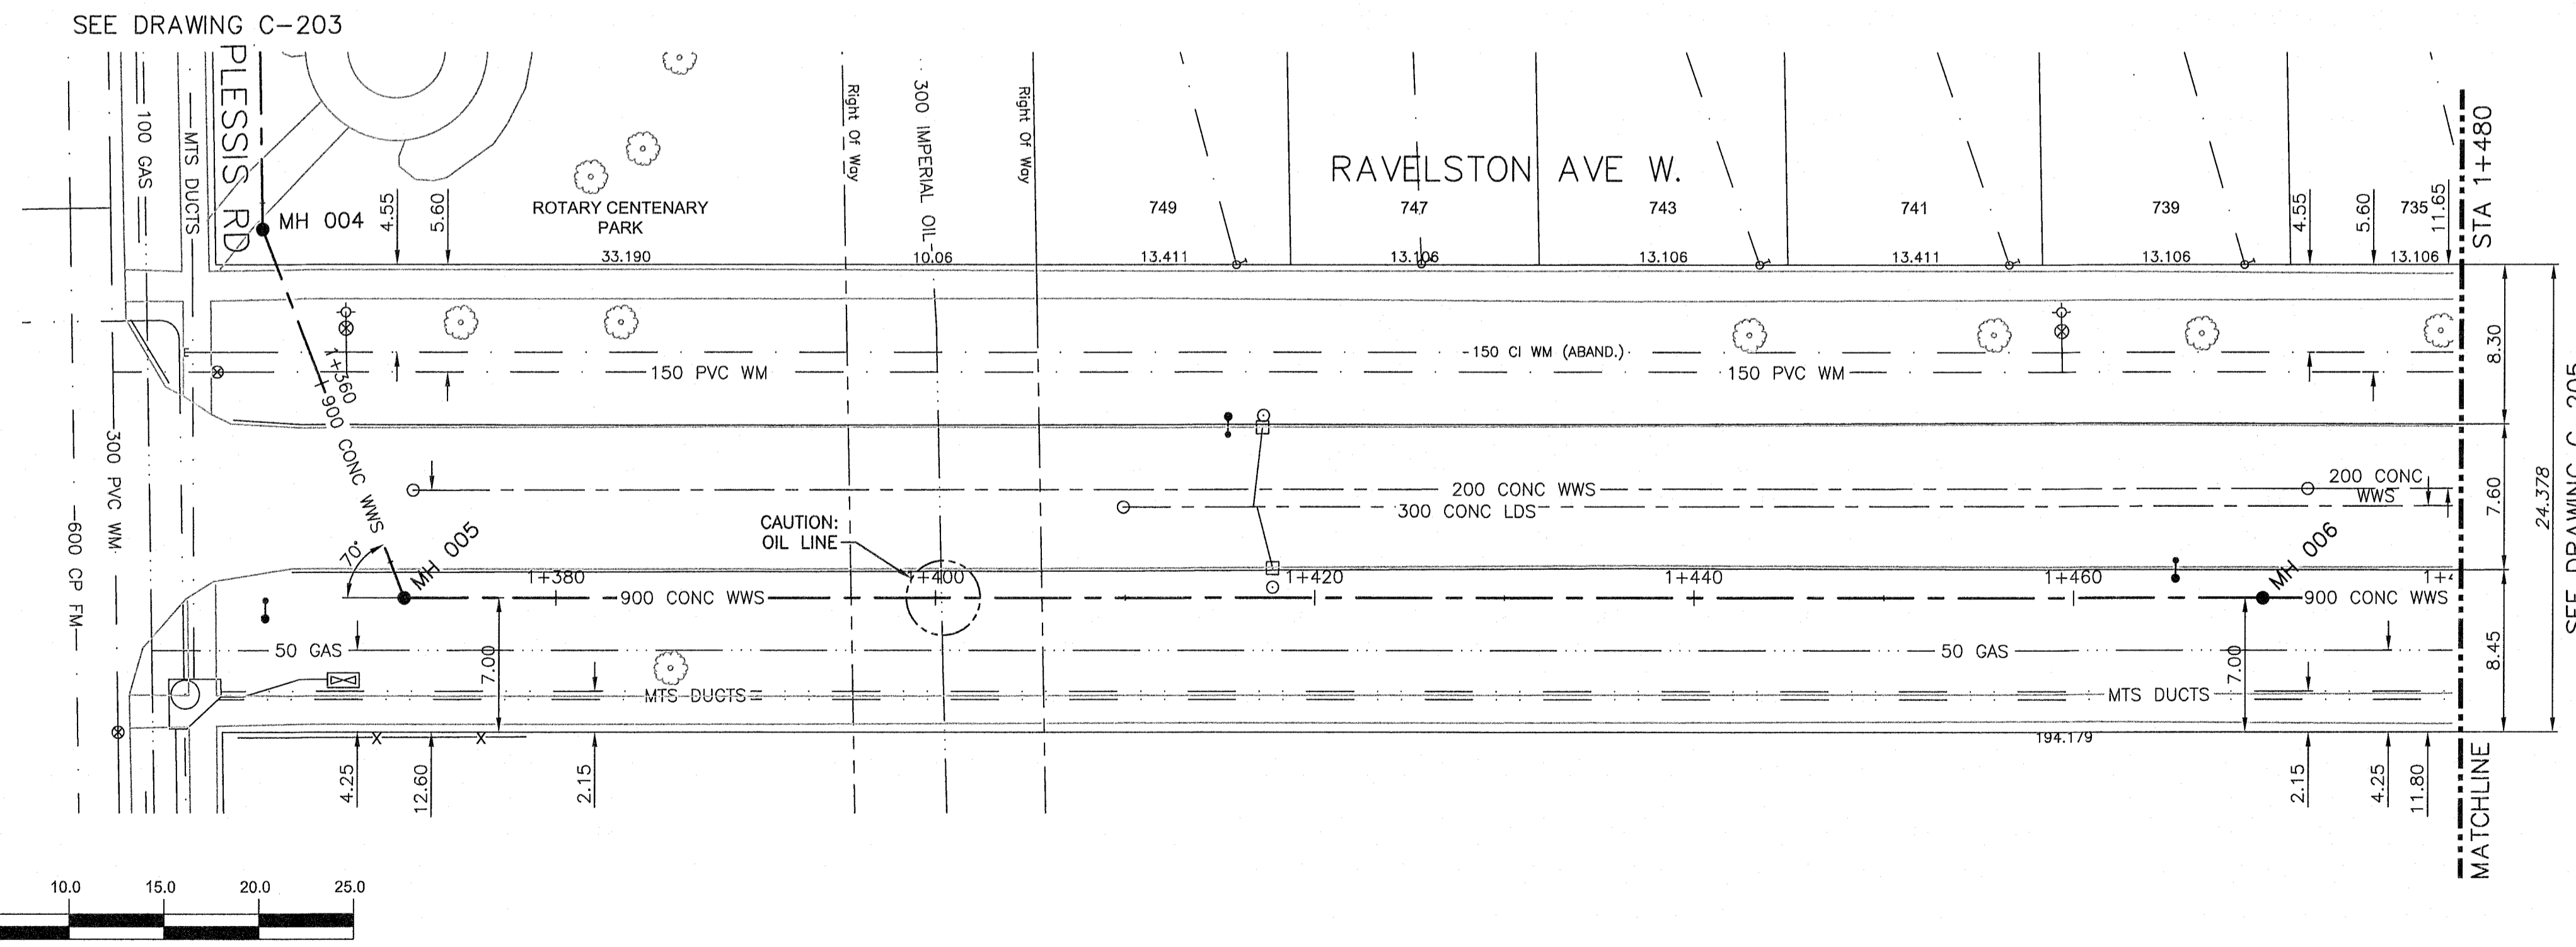 SEE DRAWING C-203
PLESSIS RD
100 GAS
MTS DUCTS
MH 004
4.55
5.60
ROTARY CENTENARY
PARK
33.190
Right Of Way
300 IMPERIAL OIL
10.06
Right Of Way
RAVELSTON AVE W.
749
747
743
741
739
735
13.411
13.106
13.106
13.411
13.106
13.106
4.55
5.60
11.65
STA 1+480
1+360
900 CONC WWS
150 PVC WM
150 CI WM (ABAND.)
150 PVC WM
8.30
300 PVC WM
600 CP FM
200 CONC WWS
300 CONC LDS
200 CONC
WWS
7.60
24.378
CAUTION:
OIL LINE
70°
MH 005
1+380
1+400
1+420
1+440
1+460
MH 006
900 CONC WWS
900 CONC WWS
50 GAS
7.00
50 GAS
7.00
8.45
MTS DUCTS
MTS DUCTS
194.179
4.25
12.60
2.15
2.15
4.25
11.80
MATCHLINE
10.0 15.0 20.0 25.0